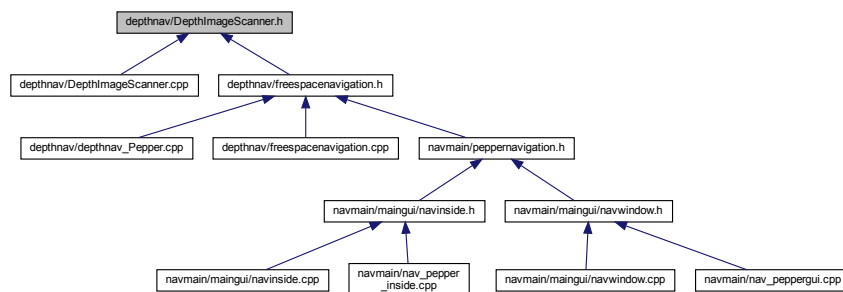 depthnav/DepthImageScanner.h
depthnav/DepthImageScanner.cpp
depthnav/freespacenavigation.h
depthnav/depthnav_Pepper.cpp
depthnav/freespacenavigation.cpp
navmain/peppernavigation.h
navmain/maingui/navinside.h
navmain/maingui/navwindow.h
navmain/maingui/navinside.cpp
navmain/nav_pepper
_inside.cpp
navmain/maingui/navwindow.cpp
navmain/nav_peppergui.cpp